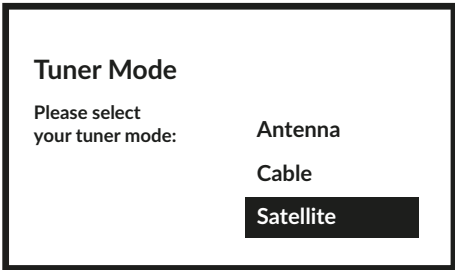 Tuner Mode
Please select
your tuner mode:
Antenna
Cable
Satellite